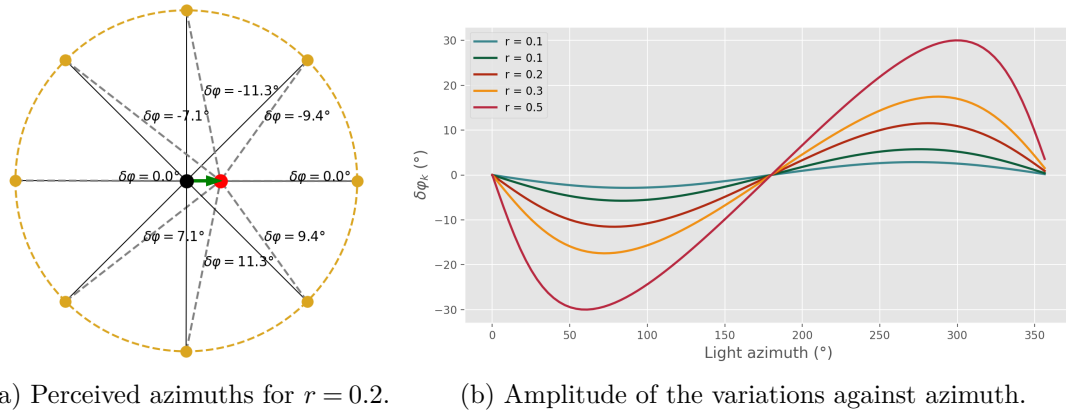 δφ = -11.3°
δφ = -7.1°
δφ = -9.4°
δφ = 0.0°
δφ = 0.0°
δφ = 7.1°
δφ = 9.4°
δφ = 11.3°
a) Perceived azimuths for r = 0.2.
r = 0.1
r = 0.1
r = 0.2
r = 0.3
r = 0.5
30
20
10
0
−10
−20
−30
δφₖ (°)
0
50
100
150
200
250
300
350
Light azimuth (°)
(b) Amplitude of the variations against azimuth.